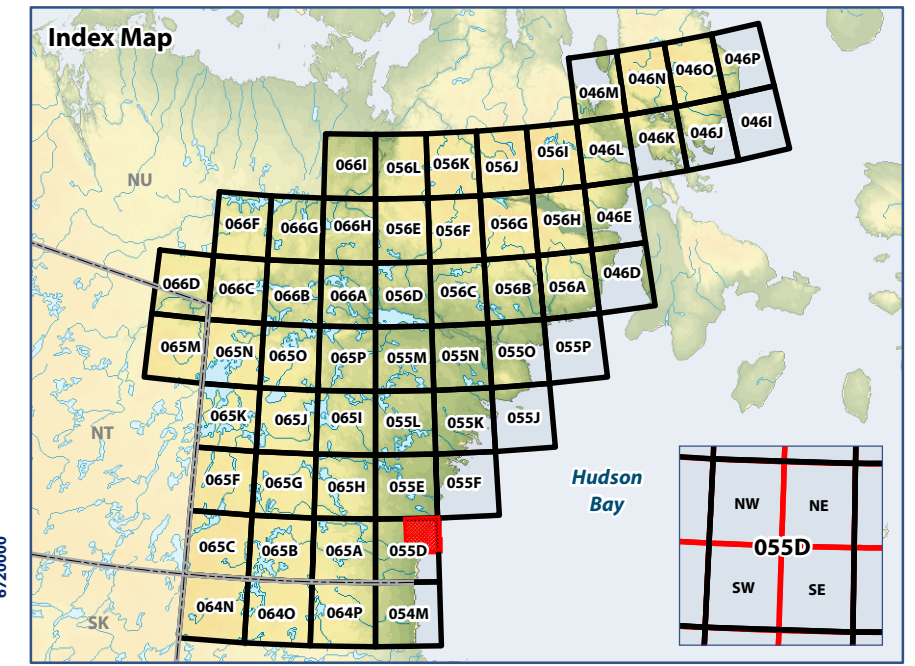 Index Map
046M 046N 046O 046P
046L 046K 046J 046I
066I 056L 056K 056J 056I
NU
066F 066G 066H 056E 056F 056G 056H 046E
066D 066C 066B 066A 056D 056C 056B 056A 046D
065M 065N 065O 065P 055M 055N 055O 055P
065K 065J 065I 055L 055K 055J
NT
065F 065G 065H 055E 055F
Hudson
Bay
065C 065B 065A 055D
064N 064O 064P 054M
SK
NW NE
055D
SW SE
6720000